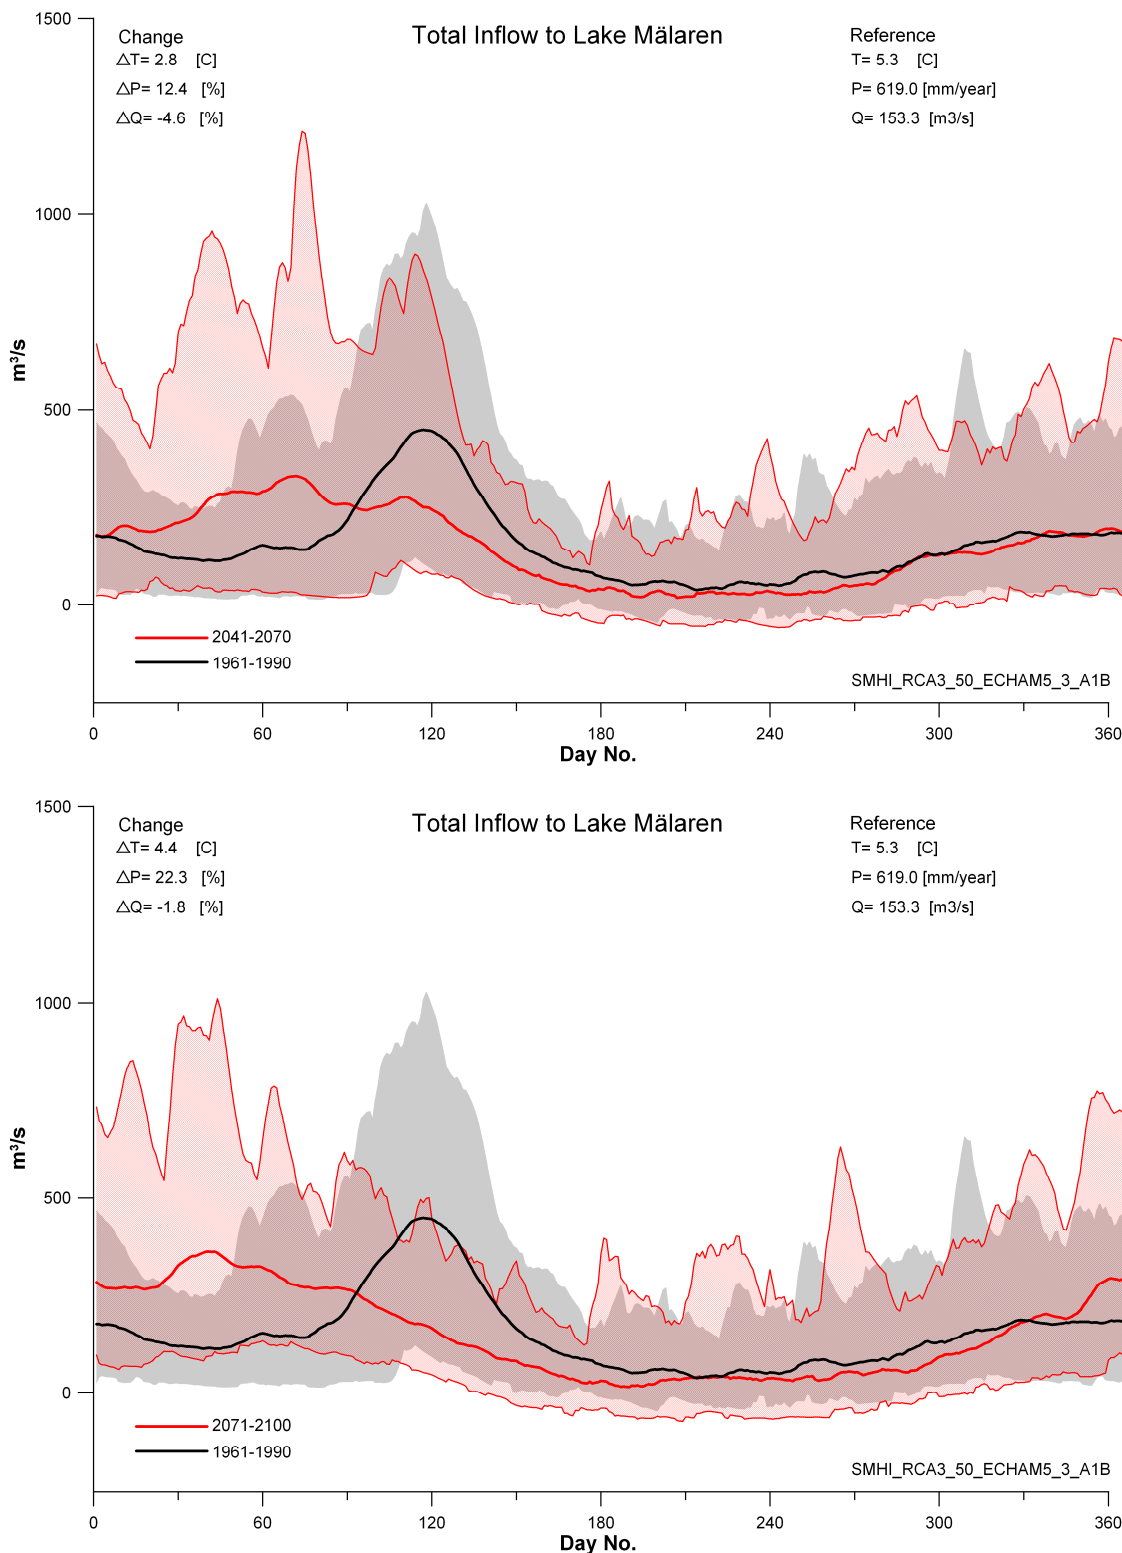 Total Inflow to Lake Mälaren
Change
△T= 2.8 [C]
△P= 12.4 [%]
△Q= -4.6 [%]
Reference
T= 5.3 [C]
P= 619.0 [mm/year]
Q= 153.3 [m3/s]
1500
1000
500
0
m³/s
2041-2070
1961-1990
SMHI_RCA3_50_ECHAM5_3_A1B
0 60 120 180 240 300 360
Day No.
Total Inflow to Lake Mälaren
Change
△T= 4.4 [C]
△P= 22.3 [%]
△Q= -1.8 [%]
Reference
T= 5.3 [C]
P= 619.0 [mm/year]
Q= 153.3 [m3/s]
1500
1000
500
0
m³/s
2071-2100
1961-1990
SMHI_RCA3_50_ECHAM5_3_A1B
0 60 120 180 240 300 360
Day No.